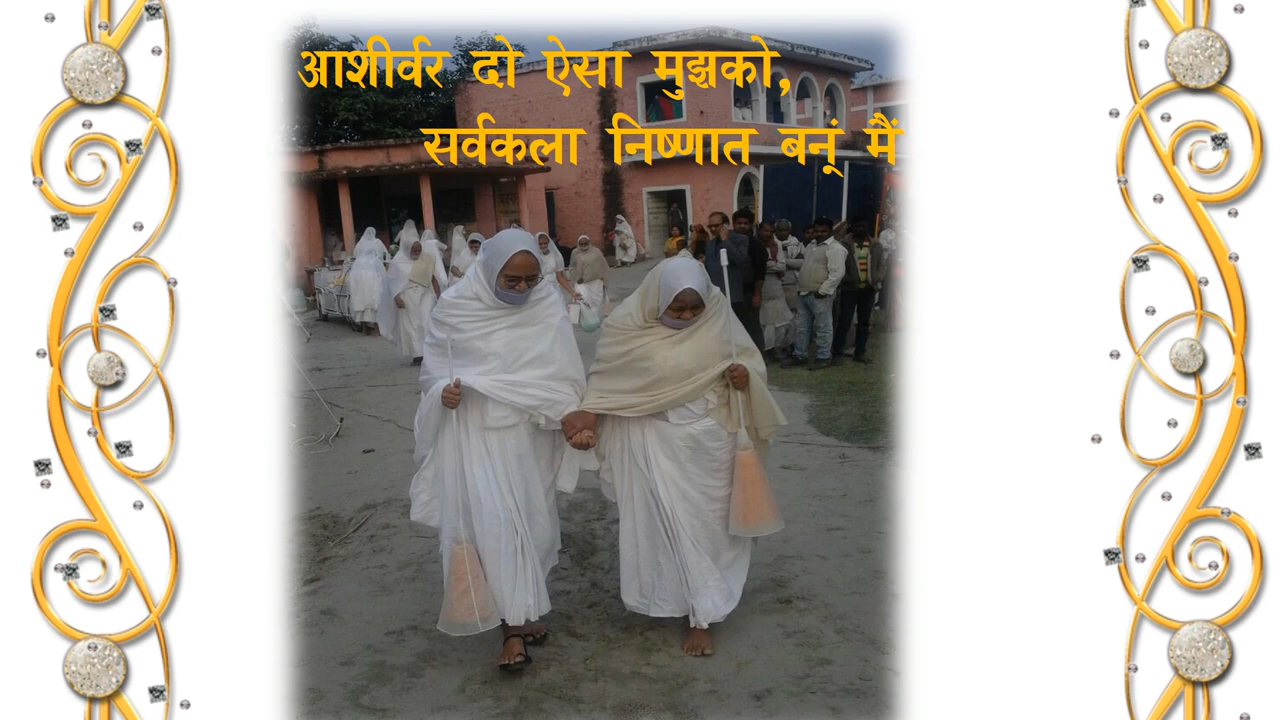 आशीर्वर दो ऐसा मुझको,
सर्वकला निष्णात बनूं मैं